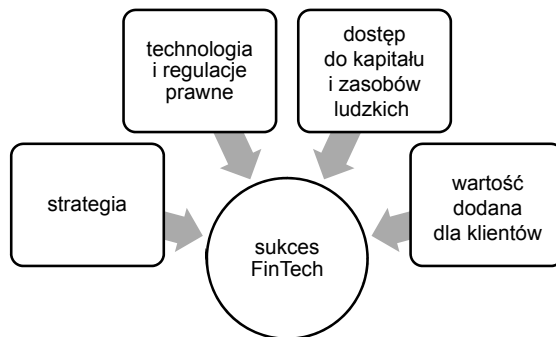 technologia
i regulacje
prawne
dostęp
do kapitału
i zasobów
ludzkich
strategia
wartość
dodana
dla klientów
sukces
FinTech